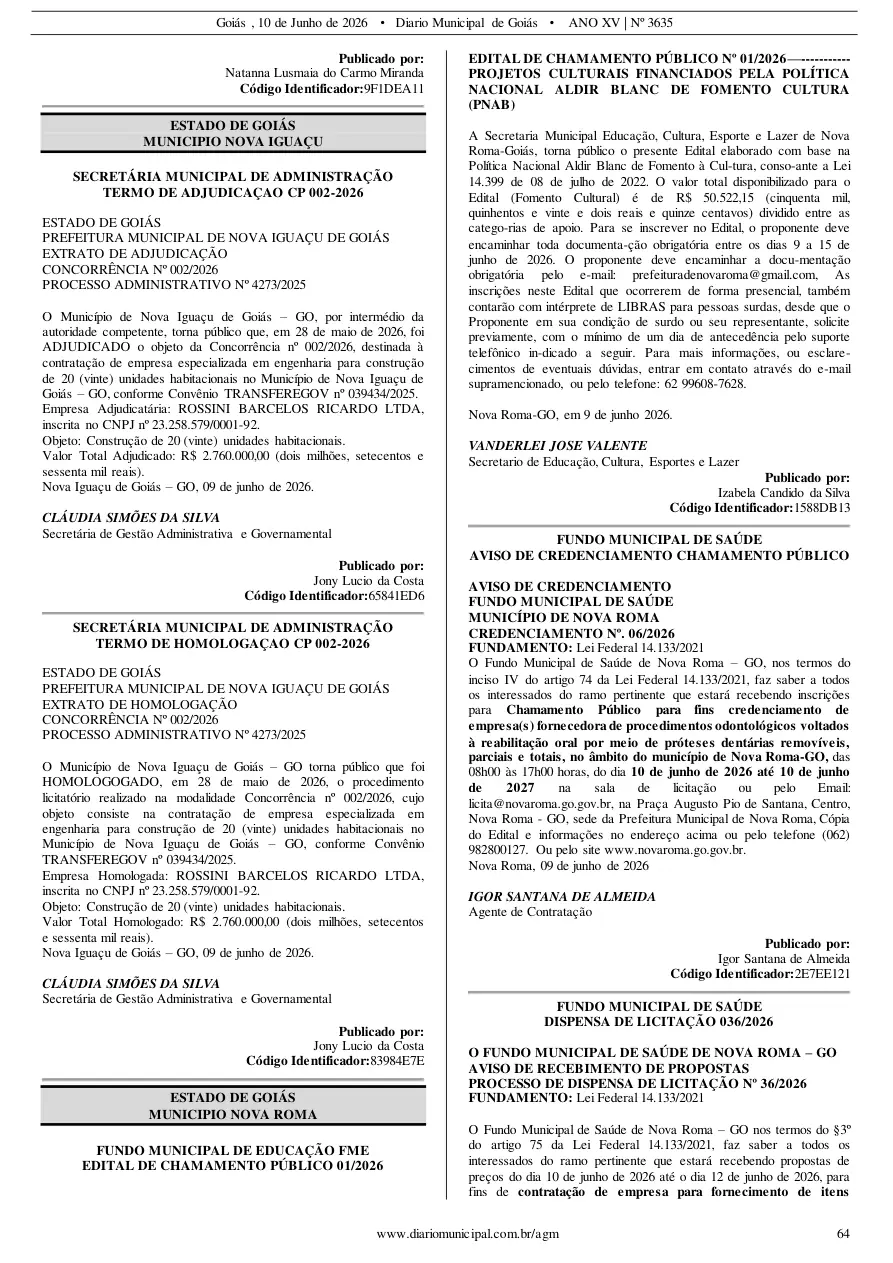 Goiás , 10 de Junho de 2026 • Diario Municipal de Goiás • ANO XV | Nº 3635
Publicado por:
Natanna Lusmaia do Carmo Miranda
Código Identificador:9F1DEA11
ESTADO DE GOIÁS
MUNICIPIO NOVA IGUAÇU
SECRETÁRIA MUNICIPAL DE ADMINISTRAÇÃO
TERMO DE ADJUDICAÇAO CP 002-2026
ESTADO DE GOIÁS
PREFEITURA MUNICIPAL DE NOVA IGUAÇU DE GOIÁS
EXTRATO DE ADJUDICAÇÃO
CONCORRÊNCIA Nº 002/2026
PROCESSO ADMINISTRATIVO Nº 4273/2025
O Município de Nova Iguaçu de Goiás – GO, por intermédio da
autoridade competente, torna público que, em 28 de maio de 2026, foi
ADJUDICADO o objeto da Concorrência nº 002/2026, destinada à
contratação de empresa especializada em engenharia para construção
de 20 (vinte) unidades habitacionais no Município de Nova Iguaçu de
Goiás – GO, conforme Convênio TRANSFEREGOV nº 039434/2025.
Empresa Adjudicatária: ROSSINI BARCELOS RICARDO LTDA,
inscrita no CNPJ nº 23.258.579/0001-92.
Objeto: Construção de 20 (vinte) unidades habitacionais.
Valor Total Adjudicado: R$ 2.760.000,00 (dois milhões, setecentos e
sessenta mil reais).
Nova Iguaçu de Goiás – GO, 09 de junho de 2026.
CLÁUDIA SIMÕES DA SILVA
Secretária de Gestão Administrativa e Governamental
Publicado por:
Jony Lucio da Costa
Código Identificador:65841ED6
SECRETÁRIA MUNICIPAL DE ADMINISTRAÇÃO
TERMO DE HOMOLOGAÇAO CP 002-2026
ESTADO DE GOIÁS
PREFEITURA MUNICIPAL DE NOVA IGUAÇU DE GOIÁS
EXTRATO DE HOMOLOGAÇÃO
CONCORRÊNCIA Nº 002/2026
PROCESSO ADMINISTRATIVO Nº 4273/2025
O Município de Nova Iguaçu de Goiás – GO torna público que foi
HOMOLOGOGADO, em 28 de maio de 2026, o procedimento
licitatório realizado na modalidade Concorrência nº 002/2026, cujo
objeto consiste na contratação de empresa especializada em
engenharia para construção de 20 (vinte) unidades habitacionais no
Município de Nova Iguaçu de Goiás – GO, conforme Convênio
TRANSFEREGOV nº 039434/2025.
Empresa Homologada: ROSSINI BARCELOS RICARDO LTDA,
inscrita no CNPJ nº 23.258.579/0001-92.
Objeto: Construção de 20 (vinte) unidades habitacionais.
Valor Total Homologado: R$ 2.760.000,00 (dois milhões, setecentos
e sessenta mil reais).
Nova Iguaçu de Goiás – GO, 09 de junho de 2026.
CLÁUDIA SIMÕES DA SILVA
Secretária de Gestão Administrativa e Governamental
Publicado por:
Jony Lucio da Costa
Código Identificador:83984E7E
ESTADO DE GOIÁS
MUNICIPIO NOVA ROMA
FUNDO MUNICIPAL DE EDUCAÇÃO FME
EDITAL DE CHAMAMENTO PÚBLICO 01/2026
EDITAL DE CHAMAMENTO PÚBLICO Nº 01/2026—-----------
PROJETOS CULTURAIS FINANCIADOS PELA POLÍTICA
NACIONAL ALDIR BLANC DE FOMENTO CULTURA
(PNAB)
A Secretaria Municipal Educação, Cultura, Esporte e Lazer de Nova
Roma-Goiás, torna público o presente Edital elaborado com base na
Política Nacional Aldir Blanc de Fomento à Cul-tura, conso-ante a Lei
14.399 de 08 de julho de 2022. O valor total disponibilizado para o
Edital (Fomento Cultural) é de R$ 50.522,15 (cinquenta mil,
quinhentos e vinte e dois reais e quinze centavos) dividido entre as
catego-rias de apoio. Para se inscrever no Edital, o proponente deve
encaminhar toda documenta-ção obrigatória entre os dias 9 a 15 de
junho de 2026. O proponente deve encaminhar a docu-mentação
obrigatória pelo e-mail: prefeituradenovaroma@gmail.com, As
inscrições neste Edital que ocorrerem de forma presencial, também
contarão com intérprete de LIBRAS para pessoas surdas, desde que o
Proponente em sua condição de surdo ou seu representante, solicite
previamente, com o mínimo de um dia de antecedência pelo suporte
telefônico in-dicado a seguir. Para mais informações, ou esclare-
cimentos de eventuais dúvidas, entrar em contato através do e-mail
supramencionado, ou pelo telefone: 62 99608-7628.
Nova Roma-GO, em 9 de junho 2026.
VANDERLEI JOSE VALENTE
Secretario de Educação, Cultura, Esportes e Lazer
Publicado por:
Izabela Candido da Silva
Código Identificador:1588DB13
FUNDO MUNICIPAL DE SAÚDE
AVISO DE CREDENCIAMENTO CHAMAMENTO PÚBLICO
AVISO DE CREDENCIAMENTO
FUNDO MUNICIPAL DE SAÚDE
MUNICÍPIO DE NOVA ROMA
CREDENCIAMENTO Nº. 06/2026
FUNDAMENTO: Lei Federal 14.133/2021
O Fundo Municipal de Saúde de Nova Roma – GO, nos termos do
inciso IV do artigo 74 da Lei Federal 14.133/2021, faz saber a todos
os interessados do ramo pertinente que estará recebendo inscrições
para Chamamento Público para fins credenciamento de
empresa(s) fornecedora de procedimentos odontológicos voltados
à reabilitação oral por meio de próteses dentárias removíveis,
parciais e totais, no âmbito do município de Nova Roma-GO, das
08h00 às 17h00 horas, do dia 10 de junho de 2026 até 10 de junho
de 2027 na sala de licitação ou pelo Email:
licita@novaroma.go.gov.br, na Praça Augusto Pio de Santana, Centro,
Nova Roma - GO, sede da Prefeitura Municipal de Nova Roma, Cópia
do Edital e informações no endereço acima ou pelo telefone (062)
982800127. Ou pelo site www.novaroma.go.gov.br.
Nova Roma, 09 de junho de 2026
IGOR SANTANA DE ALMEIDA
Agente de Contratação
Publicado por:
Igor Santana de Almeida
Código Identificador:2E7EE121
FUNDO MUNICIPAL DE SAÚDE
DISPENSA DE LICITAÇÃO 036/2026
O FUNDO MUNICIPAL DE SAÚDE DE NOVA ROMA – GO
AVISO DE RECEBIMENTO DE PROPOSTAS
PROCESSO DE DISPENSA DE LICITAÇÃO Nº 36/2026
FUNDAMENTO: Lei Federal 14.133/2021
O Fundo Municipal de Saúde de Nova Roma – GO nos termos do §3º
do artigo 75 da Lei Federal 14.133/2021, faz saber a todos os
interessados do ramo pertinente que estará recebendo propostas de
preços do dia 10 de junho de 2026 até o dia 12 de junho de 2026, para
fins de contratação de empresa para fornecimento de itens
www.diariomunicipal.com.br/agm 64